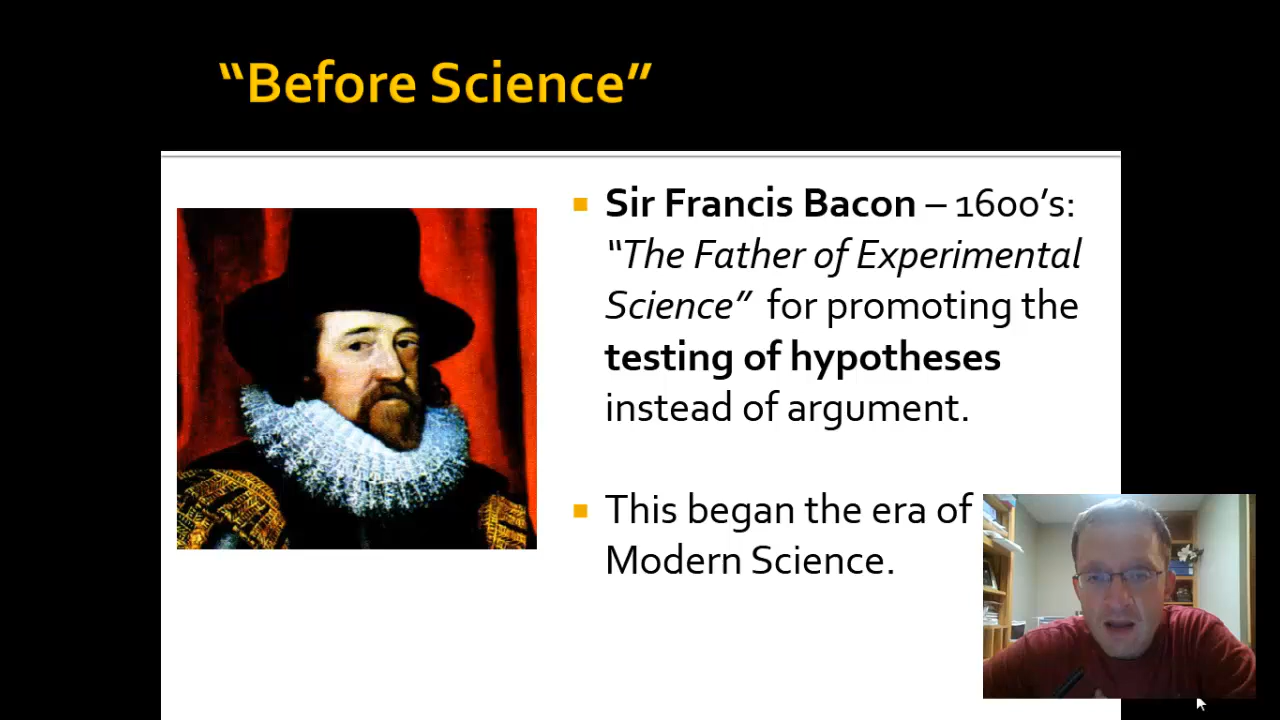 “Before Science”
Sir Francis Bacon – 1600’s:
“The Father of Experimental
Science” for promoting the
testing of hypotheses
instead of argument.
This began the era of
Modern Science.